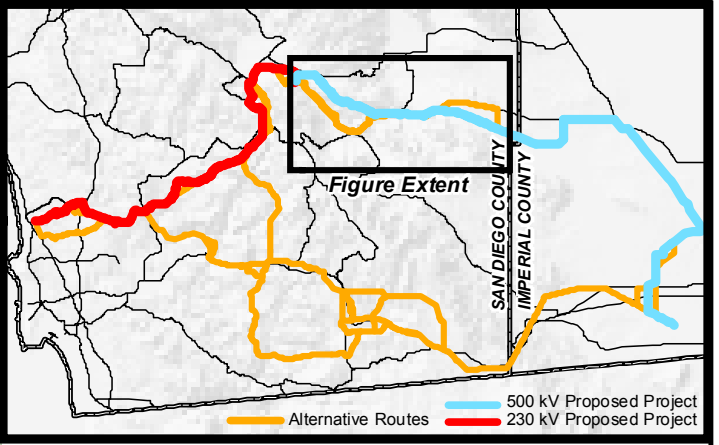 Figure Extent
SAN DIEGO COUNTY
IMPERIAL COUNTY
500 kV Proposed Project
Alternative Routes
230 kV Proposed Project